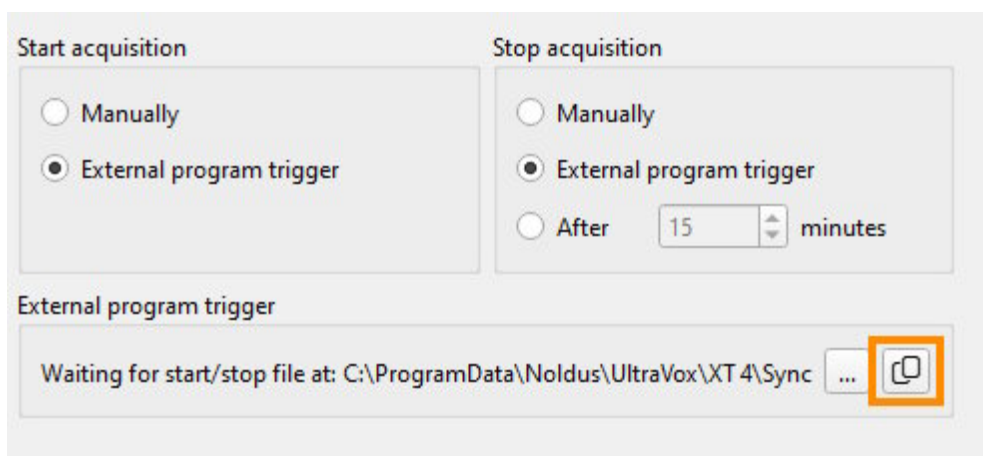 Start acquisition
Manually
External program trigger
Stop acquisition
Manually
External program trigger
After 15 minutes
External program trigger
Waiting for start/stop file at: C:\ProgramData\Noldus\UltraVox\XT 4\Sync ...